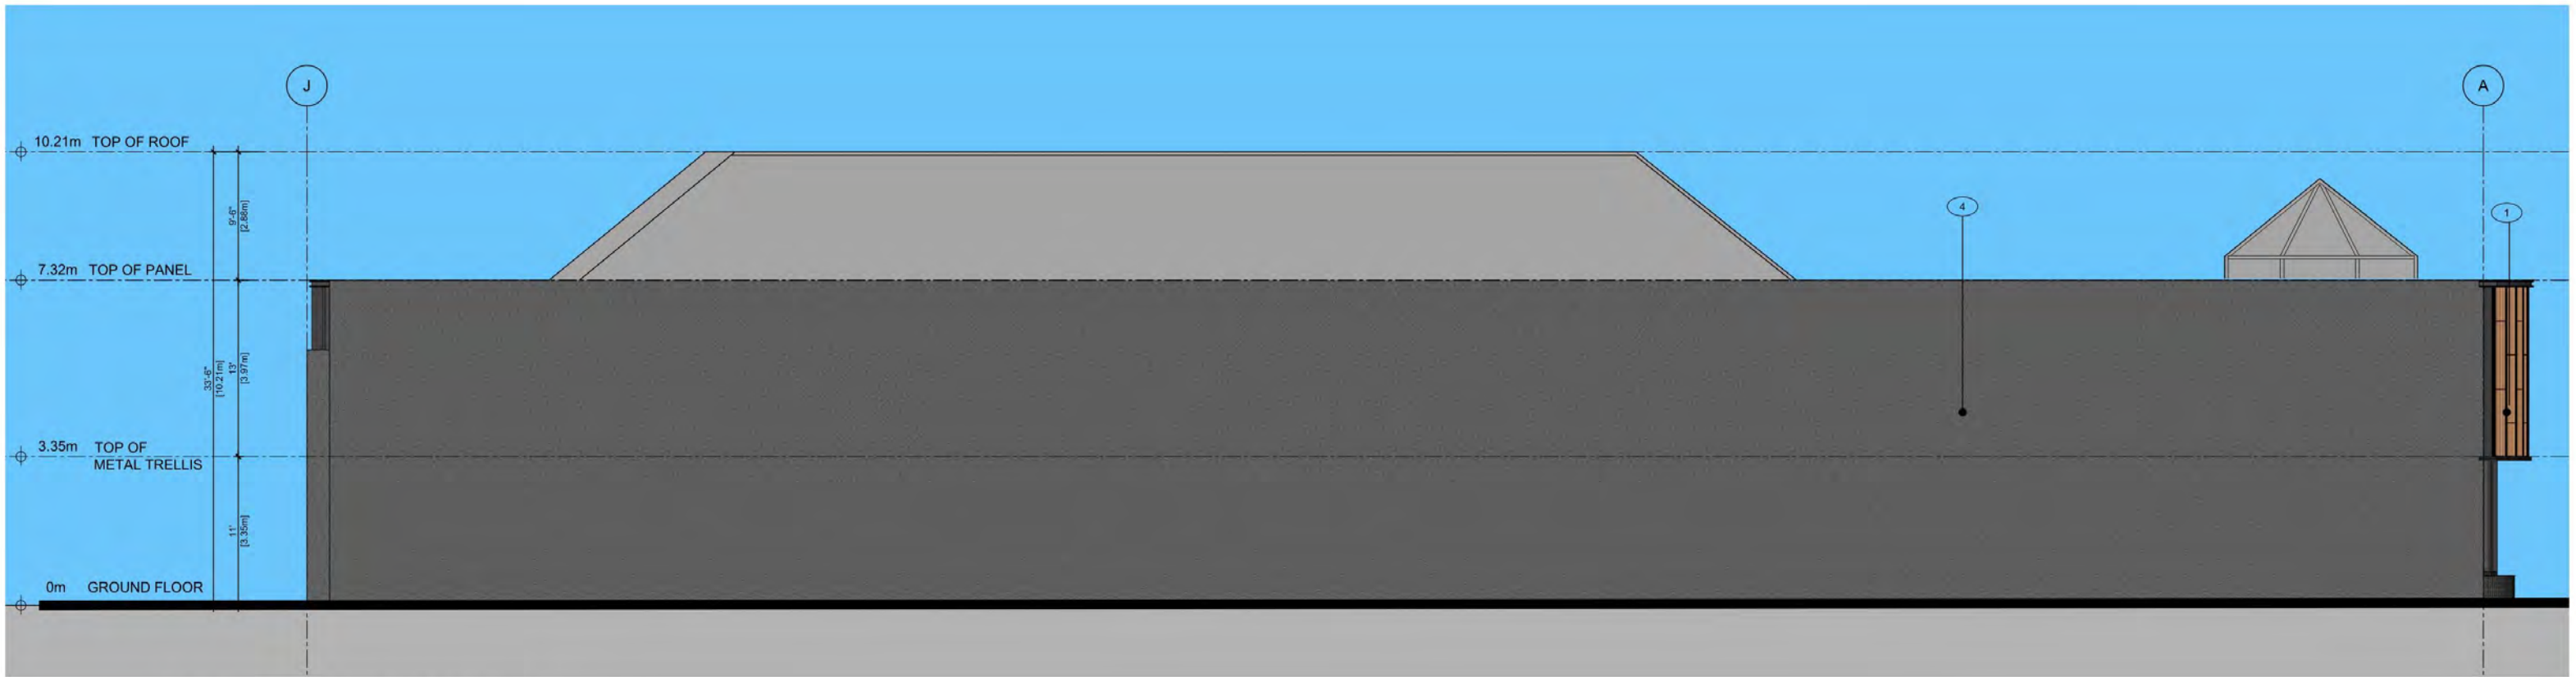 J
A
10.21m TOP OF ROOF
9'-6"
[2.88m]
4
1
7.32m TOP OF PANEL
33'-6"
[10.21m]
13'
[3.97m]
3.35m TOP OF
METAL TRELLIS
11'
[3.35m]
0m GROUND FLOOR